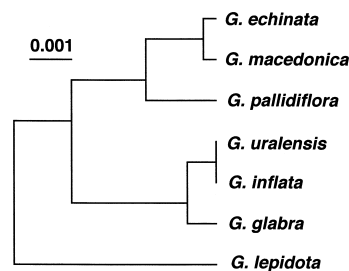 G. echinata
0.001
G. macedonica
G. pallidiflora
G. uralensis
G. inflata
G. glabra
G. lepidota